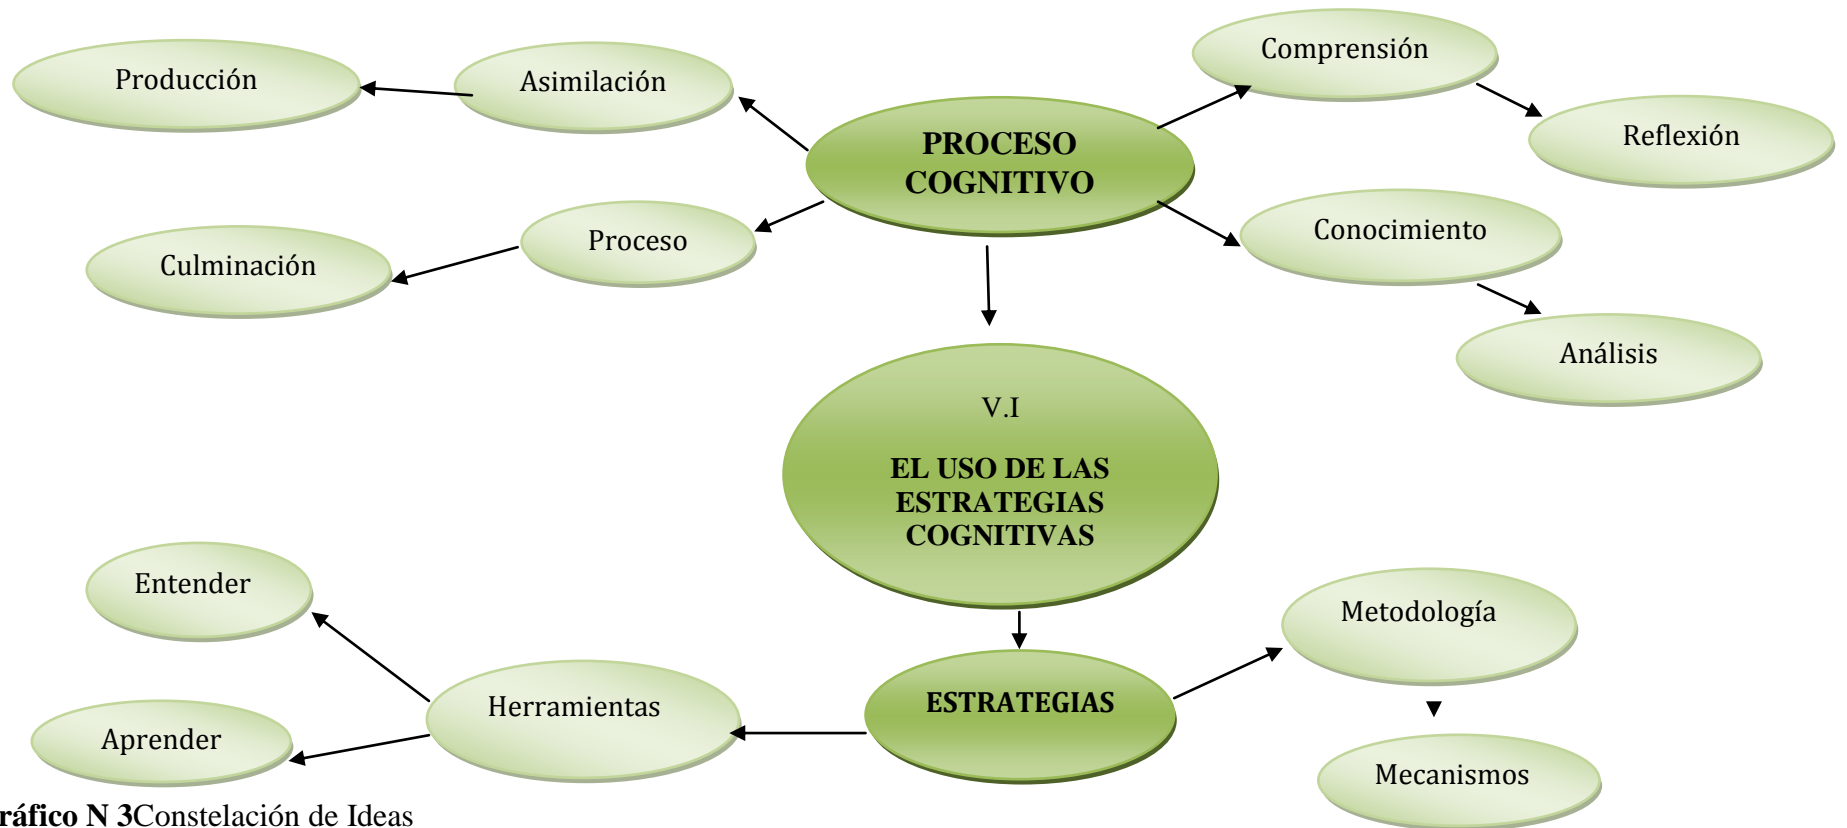 Comprensión
Producción
Asimilación
Reflexión
PROCESO
COGNITIVO
Conocimiento
Proceso
Culminación
Análisis
V.I
EL USO DE LAS
ESTRATEGIAS
COGNITIVAS
Entender
Metodología
Herramientas
ESTRATEGIAS
Aprender
Mecanismos
ráfico N 3Constelación de Ideas